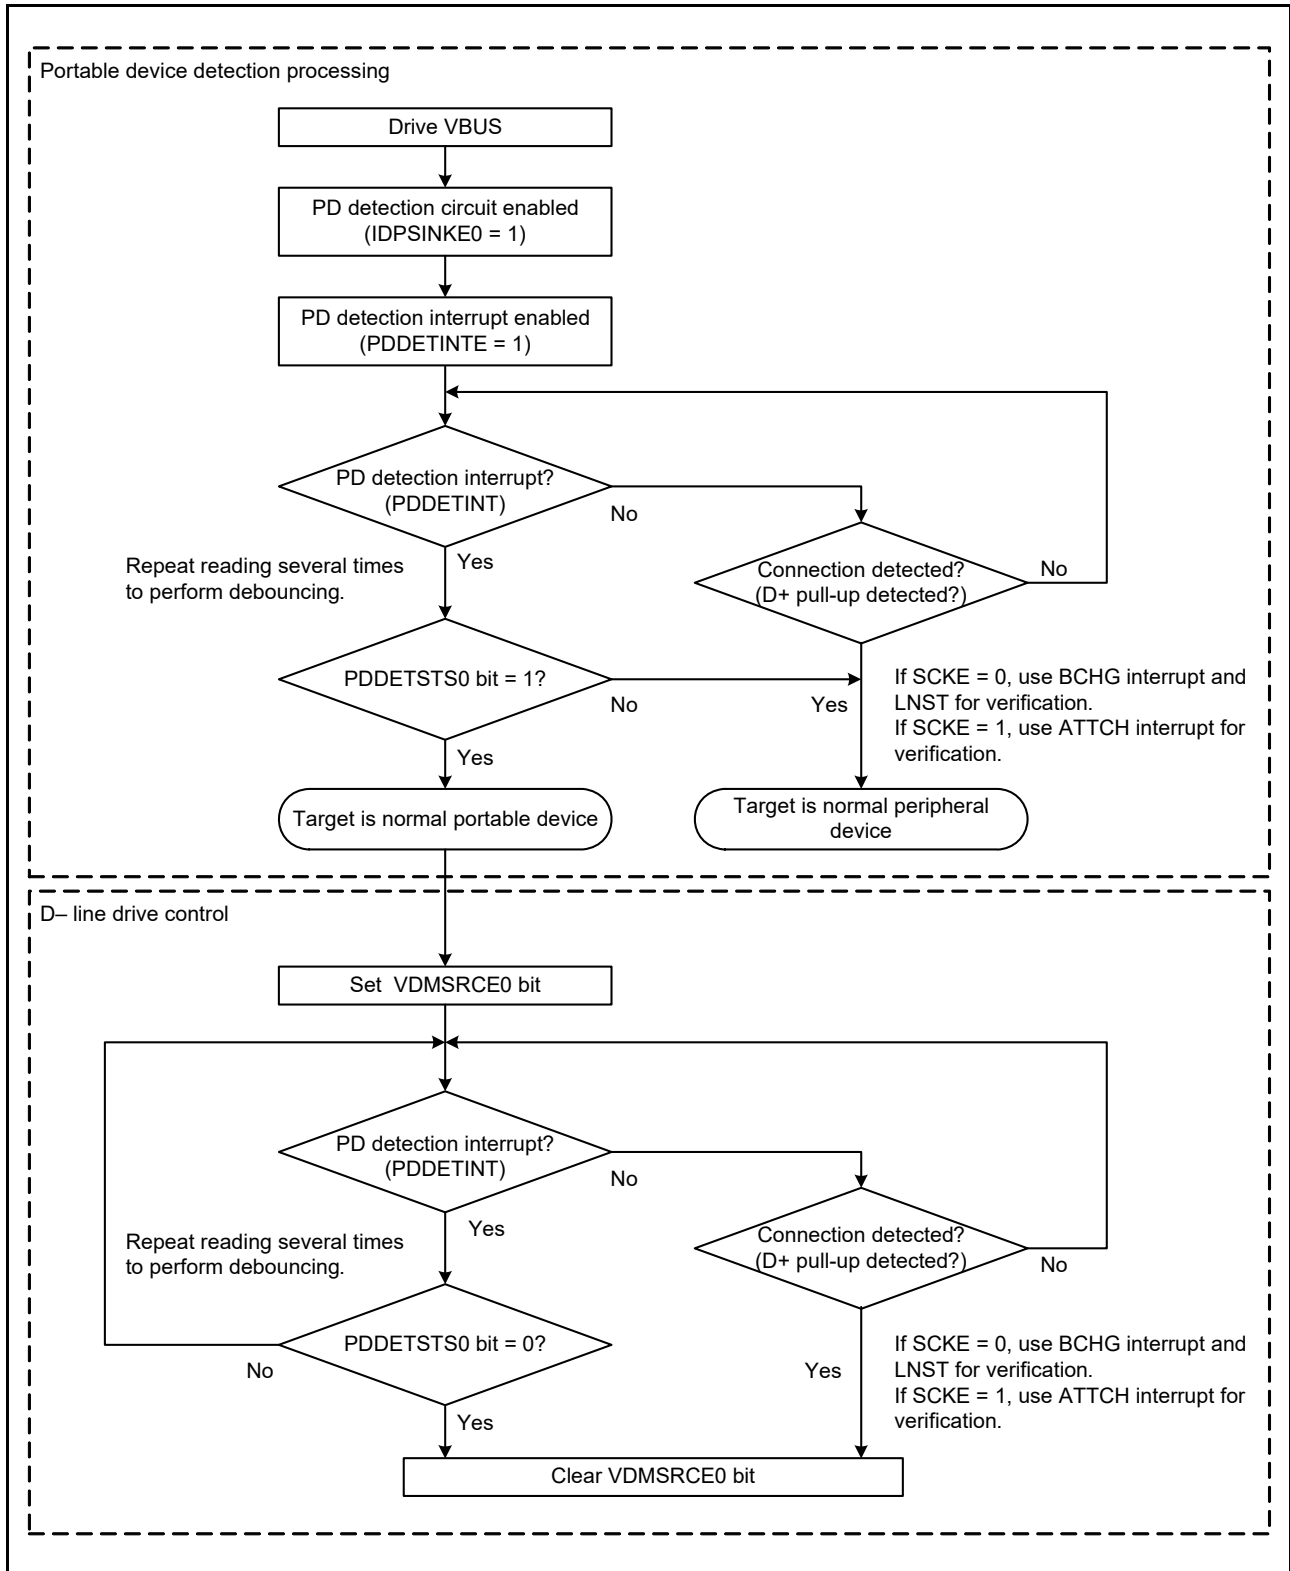 Portable device detection processing
Drive VBUS
PD detection circuit enabled
(IDPSINKE0 = 1)
PD detection interrupt enabled
(PDDETINTE = 1)
PD detection interrupt?
(PDDETINT)
No
Yes
Repeat reading several times
to perform debouncing.
Connection detected?
(D+ pull-up detected?)
No
PDDETSTS0 bit = 1?
No
Yes
Yes
If SCKE = 0, use BCHG interrupt and
LNST for verification.
If SCKE = 1, use ATTCH interrupt for
verification.
Target is normal portable device
Target is normal peripheral
device
D– line drive control
Set VDMSRCE0 bit
PD detection interrupt?
(PDDETINT)
No
Yes
Repeat reading several times
to perform debouncing.
Connection detected?
(D+ pull-up detected?)
No
PDDETSTS0 bit = 0?
No
Yes
Yes
If SCKE = 0, use BCHG interrupt and
LNST for verification.
If SCKE = 1, use ATTCH interrupt for
verification.
Clear VDMSRCE0 bit